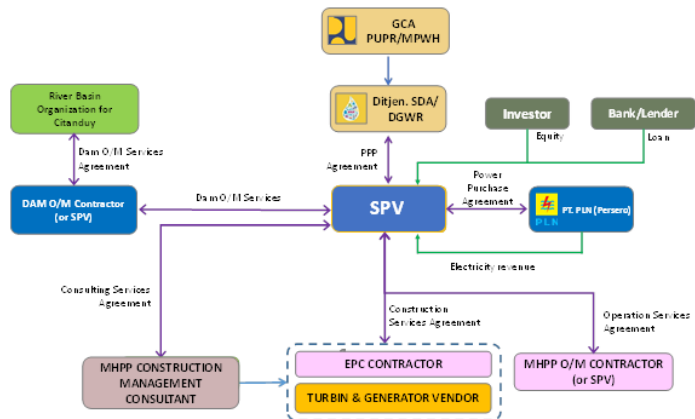 GCA
PUPR/MPWH
River Basin
Organization for
Citanduy
Ditjen. SDA/
DGWR
Investor
Bank/Lender
Equity
Loan
Dam O/M Services
Agreement
PPP
Agreement
Power
Purchase
Agreement
DAM O/M Contractor
(or SPV)
Dam O/M Services
SPV
PLN
PT. PLN (Persero)
Electricity revenue
Consulting Services
Agreement
Construction
Services Agreement
Operation Services
Agreement
MHPP CONSTRUCTION
MANAGEMENT
CONSULTANT
EPC CONTRACTOR
TURBIN & GENERATOR VENDOR
MHPP O/M CONTRACTOR
(or SPV)